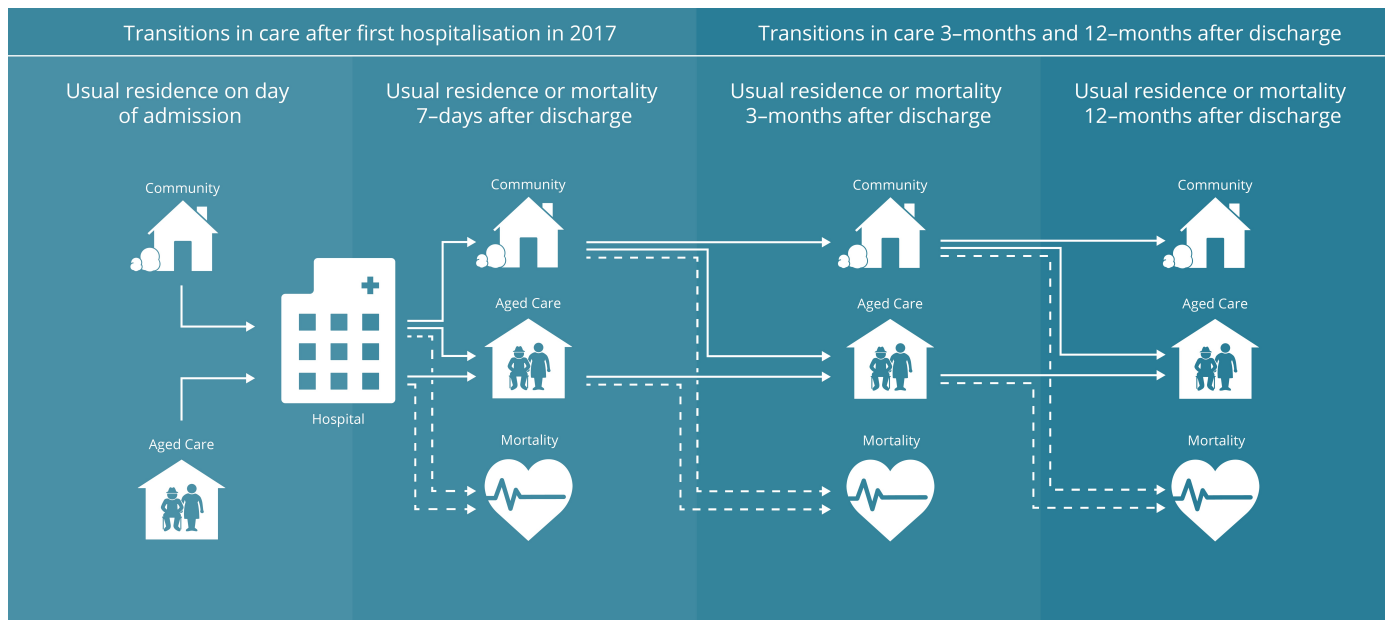 Transitions in care after first hospitalisation in 2017
Transitions in care 3–months and 12–months after discharge
Usual residence on day
of admission
Usual residence or mortality
7–days after discharge
Usual residence or mortality
3–months after discharge
Usual residence or mortality
12–months after discharge
Community
Aged Care
Hospital
Community
Aged Care
Mortality
Community
Aged Care
Mortality
Community
Aged Care
Mortality